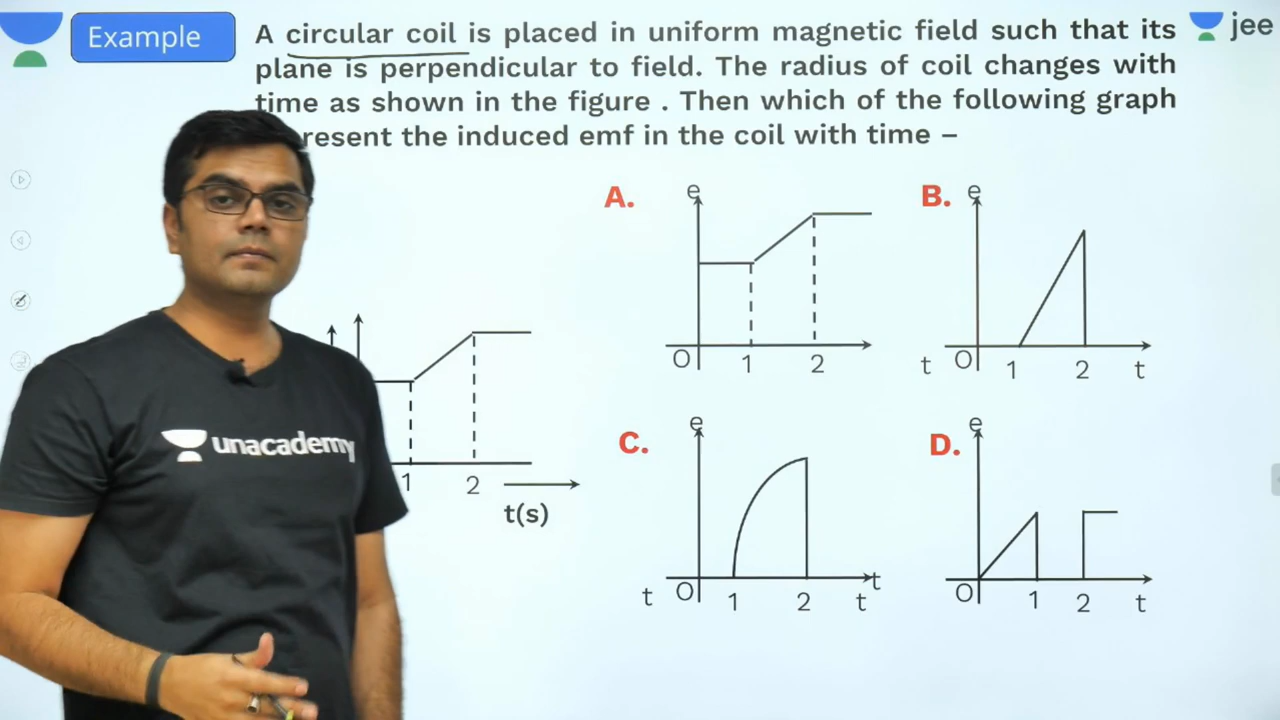 Example
A circular coil is placed in uniform magnetic field such that its
plane is perpendicular to field. The radius of coil changes with
time as shown in the figure . Then which of the following graph
resent the induced emf in the coil with time –
jee
A.
e
O
1
2
t
B.
e
O
1
2
t
1
2
t(s)
C.
e
O
1
2
t
t
t
D.
e
O
1
2
t
unacademy